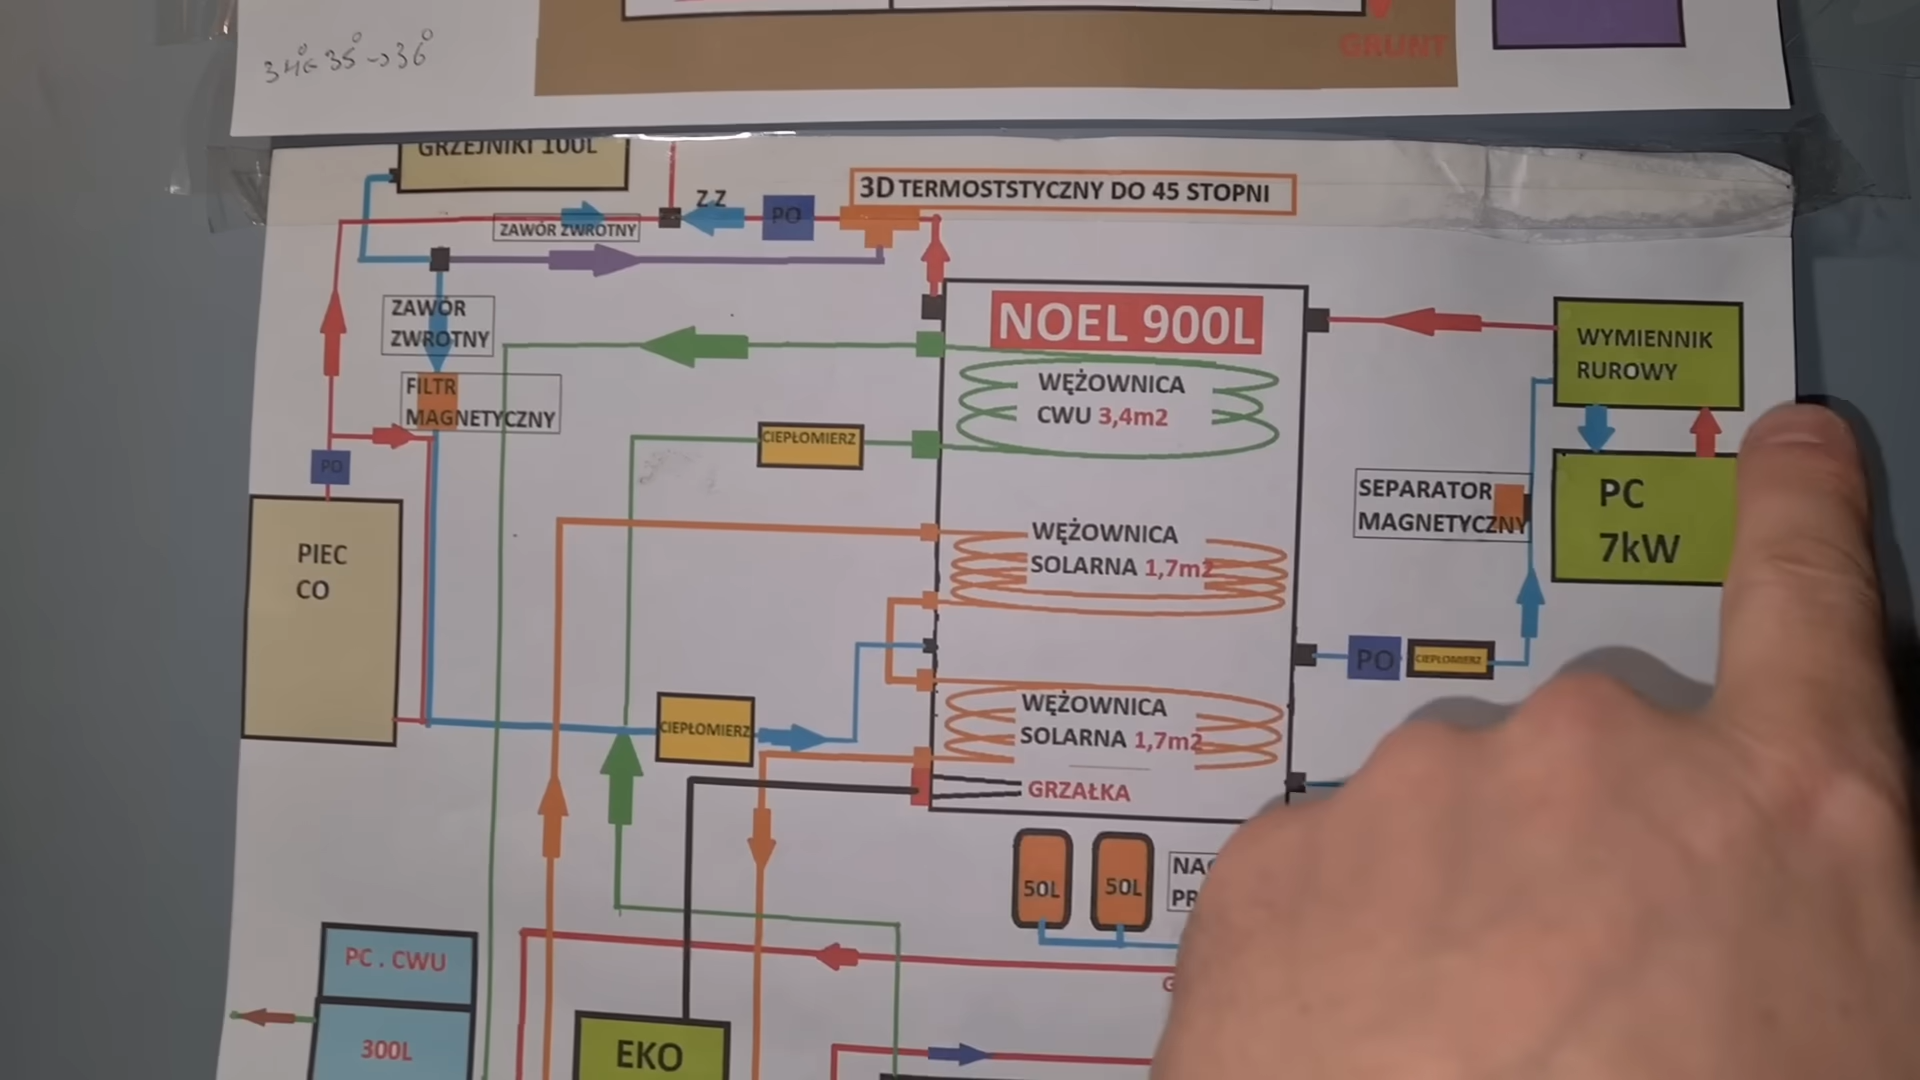 34° ← 35° → 36°
GRUNT
GRZEJNIKI 100L
Z Z
PO
3D TERMOSTSTYCZNY DO 45 STOPNI
ZAWÓR ZWROTNY
ZAWÓR
ZWROTNY
FILTR
MAGNETYCZNY
PO
PIEC
CO
NOEL 900L
WĘŻOWNICA
CWU 3,4m2
CIEPŁOMIERZ
WĘŻOWNICA
SOLARNA 1,7m2
WĘŻOWNICA
SOLARNA 1,7m2
GRZAŁKA
CIEPŁOMIERZ
WYMIENNIK
RUROWY
PC
7kW
SEPARATOR
MAGNETYCZNY
PO
CIEPŁOMIERZ
50L
50L
NAC
PR
G
PC . CWU
300L
EKO